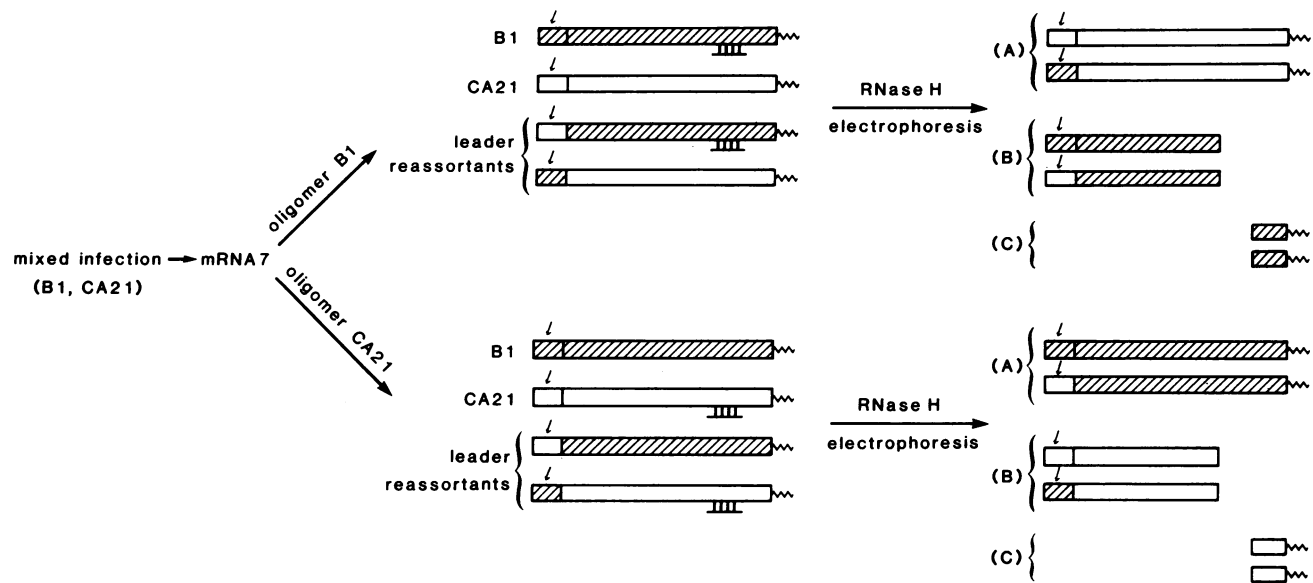 mixed infection → mRNA7
(B1, CA21)
oligomer B1
oligomer CA21
l
B1
l
CA21
l
leader
reassortants
l
RNase H
electrophoresis
l
(A)
l
l
(B)
l
(C)
l
B1
l
CA21
l
leader
reassortants
l
RNase H
electrophoresis
l
(A)
l
l
(B)
l
(C)